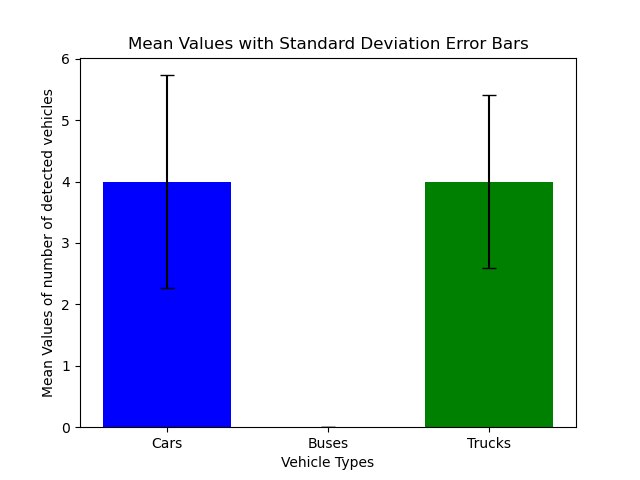 Mean Values with Standard Deviation Error Bars
Mean Values of number of detected vehicles
6
5
4
3
2
1
0
Cars Buses Trucks
Vehicle Types